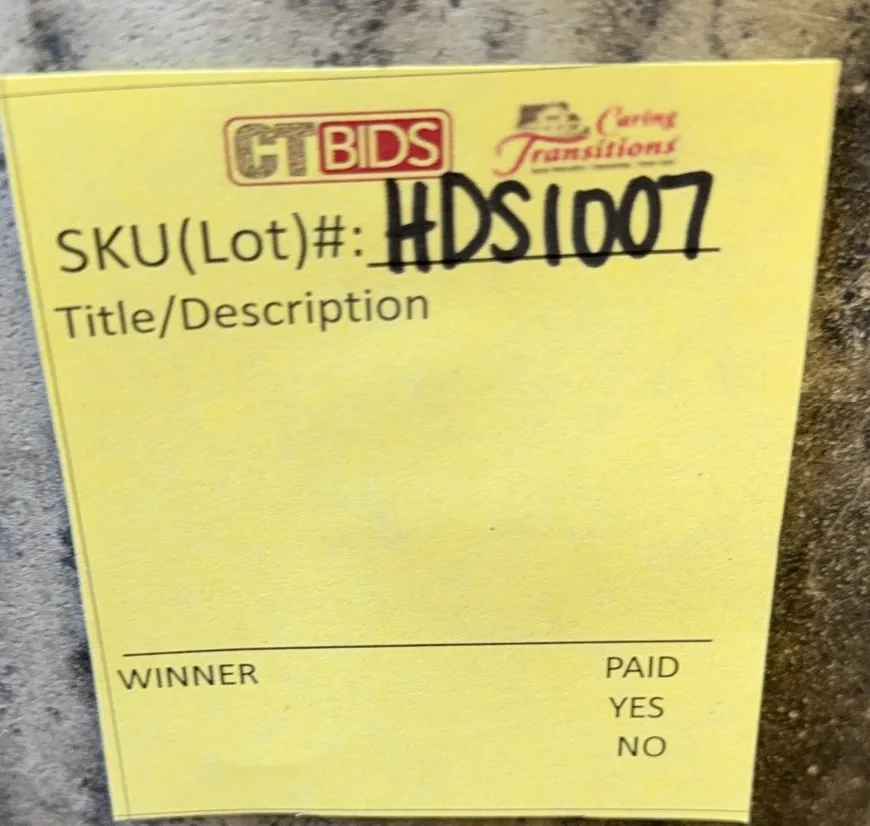 CTBIDS Caring
Transitions
SKU(Lot)#: HDS1007
Title/Description
WINNER PAID
YES
NO